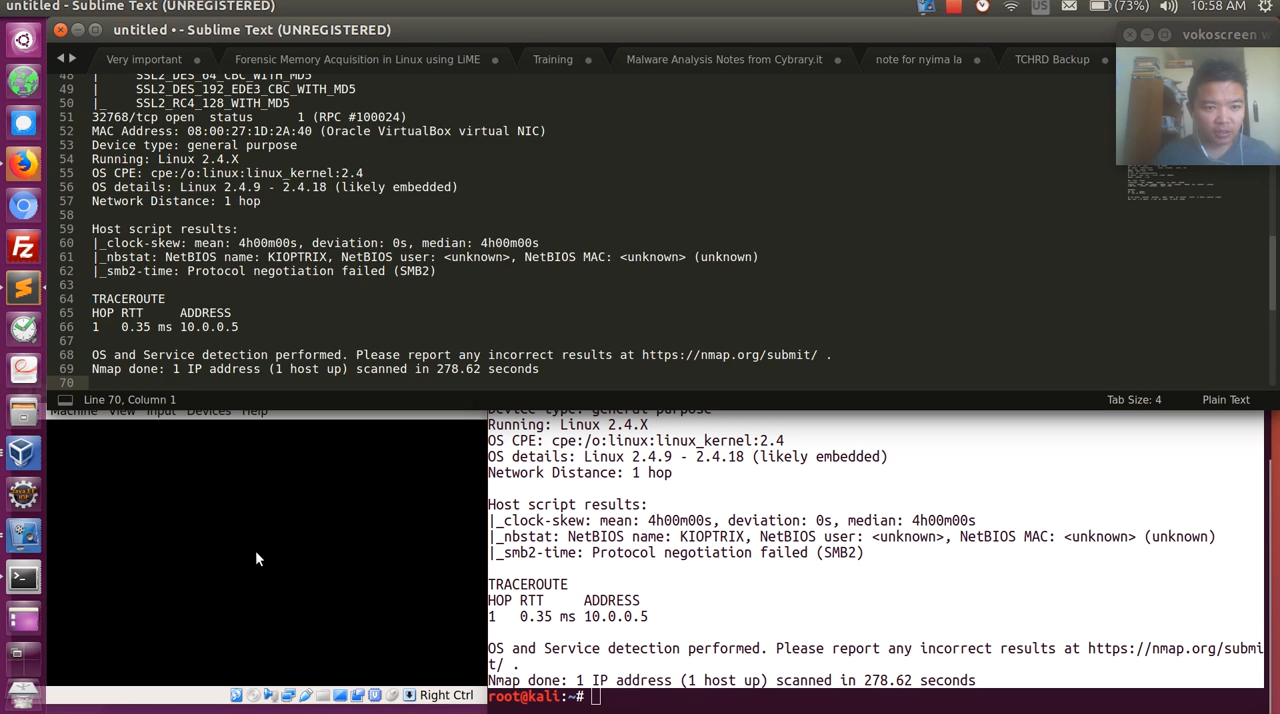 untitled - Sublime Text (UNREGISTERED)
US
(73%)
10:58 AM
untitled • - Sublime Text (UNREGISTERED)
vokoscreen w
Very important
Forensic Memory Acquisition in Linux using LiME
Training
Malware Analysis Notes from Cybrary.it
note for nyima la
TCHRD Backup
48 | SSL2_DES_64_CBC_WITH_MD5
49 | SSL2_DES_192_EDE3_CBC_WITH_MD5
50 |_ SSL2_RC4_128_WITH_MD5
51 32768/tcp open status 1 (RPC #100024)
52 MAC Address: 08:00:27:1D:2A:40 (Oracle VirtualBox virtual NIC)
53 Device type: general purpose
54 Running: Linux 2.4.X
55 OS CPE: cpe:/o:linux:linux_kernel:2.4
56 OS details: Linux 2.4.9 - 2.4.18 (likely embedded)
57 Network Distance: 1 hop
58
59 Host script results:
60 |_clock-skew: mean: 4h00m00s, deviation: 0s, median: 4h00m00s
61 |_nbstat: NetBIOS name: KIOPTRIX, NetBIOS user: <unknown>, NetBIOS MAC: <unknown> (unknown)
62 |_smb2-time: Protocol negotiation failed (SMB2)
63
64 TRACEROUTE
65 HOP RTT ADDRESS
66 1 0.35 ms 10.0.0.5
67
68 OS and Service detection performed. Please report any incorrect results at https://nmap.org/submit/ .
69 Nmap done: 1 IP address (1 host up) scanned in 278.62 seconds
70
Line 70, Column 1
Tab Size: 4
Plain Text
Machine View Input Devices Help
Right Ctrl
Device type: general purpose
Running: Linux 2.4.X
OS CPE: cpe:/o:linux:linux_kernel:2.4
OS details: Linux 2.4.9 - 2.4.18 (likely embedded)
Network Distance: 1 hop
Host script results:
|_clock-skew: mean: 4h00m00s, deviation: 0s, median: 4h00m00s
|_nbstat: NetBIOS name: KIOPTRIX, NetBIOS user: <unknown>, NetBIOS MAC: <unknown> (unknown)
|_smb2-time: Protocol negotiation failed (SMB2)
TRACEROUTE
HOP RTT ADDRESS
1 0.35 ms 10.0.0.5
OS and Service detection performed. Please report any incorrect results at https://nmap.org/submi
t/ .
Nmap done: 1 IP address (1 host up) scanned in 278.62 seconds
root@kali:~#